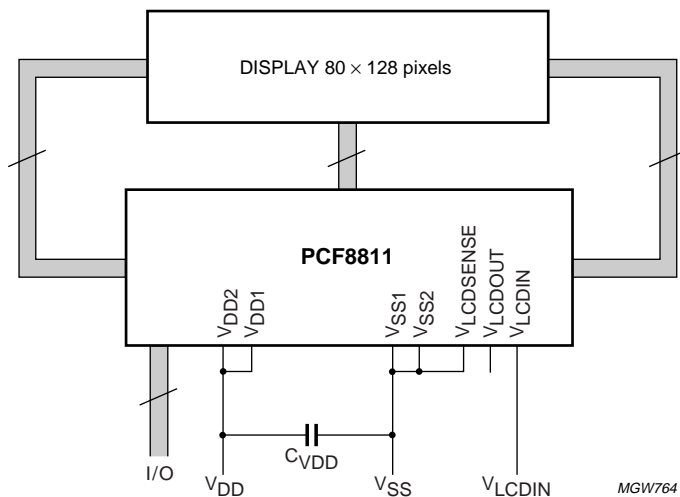 DISPLAY 80 × 128 pixels
PCF8811
VDD2
VDD1
VSS1
VSS2
VLCDSENSE
VLCDOUT
VLCDIN
I/O
VDD
CVDD
VSS
VLCDIN
MGW764